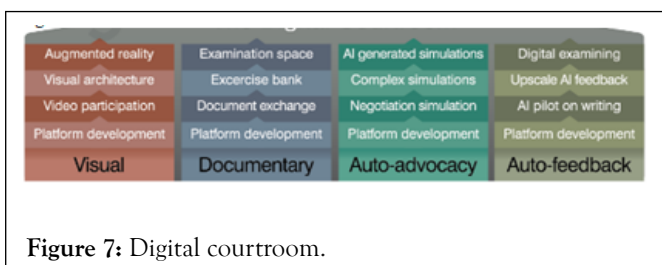 Augmented reality Examination space AI generated simulations Digital examining
Visual architecture Excercise bank Complex simulations Upscale AI feedback
Video participation Document exchange Negotiation simulation AI pilot on writing
Platform development Platform development Platform development Platform development
Visual Documentary Auto-advocacy Auto-feedback
Figure 7: Digital courtroom.